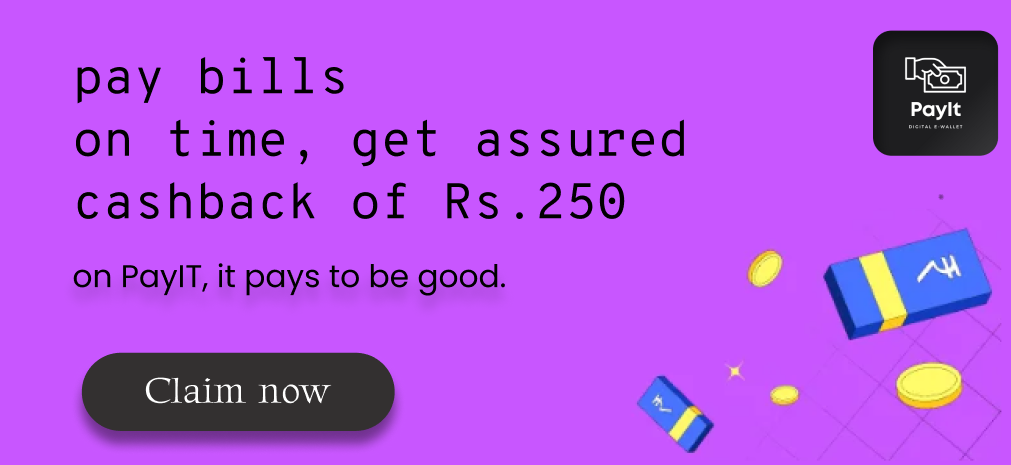 pay bills
on time, get assured
cashback of Rs.250
on PayIT, it pays to be good.
Claim now
PayIt
DIGITAL E-WALLET
₹
₹